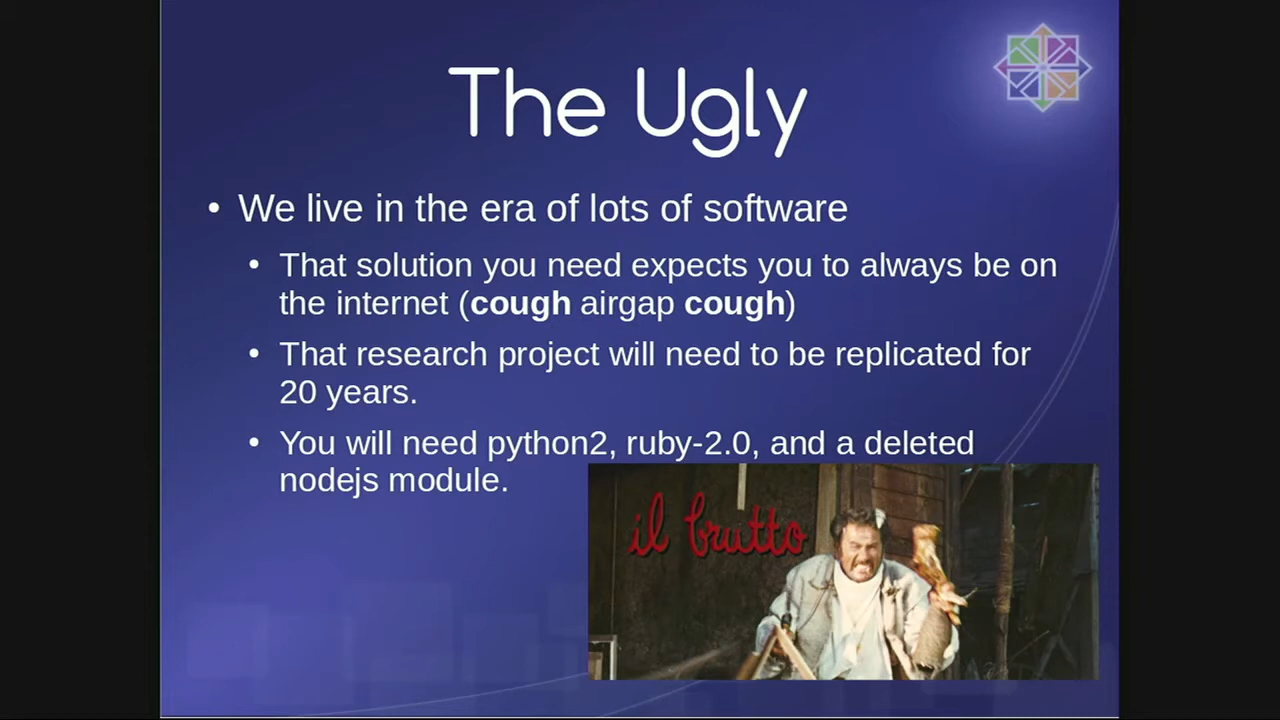 The Ugly
We live in the era of lots of software
That solution you need expects you to always be on
the internet (cough airgap cough)
That research project will need to be replicated for
20 years.
You will need python2, ruby-2.0, and a deleted
nodejs module.
il brutto